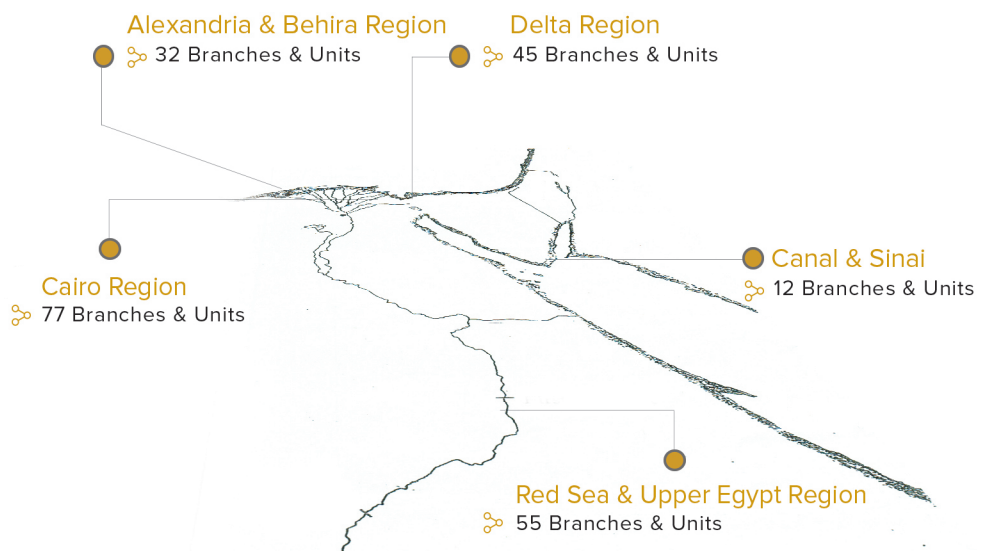 Alexandria & Behira Region
32 Branches & Units
Delta Region
45 Branches & Units
Cairo Region
77 Branches & Units
Canal & Sinai
12 Branches & Units
Red Sea & Upper Egypt Region
55 Branches & Units